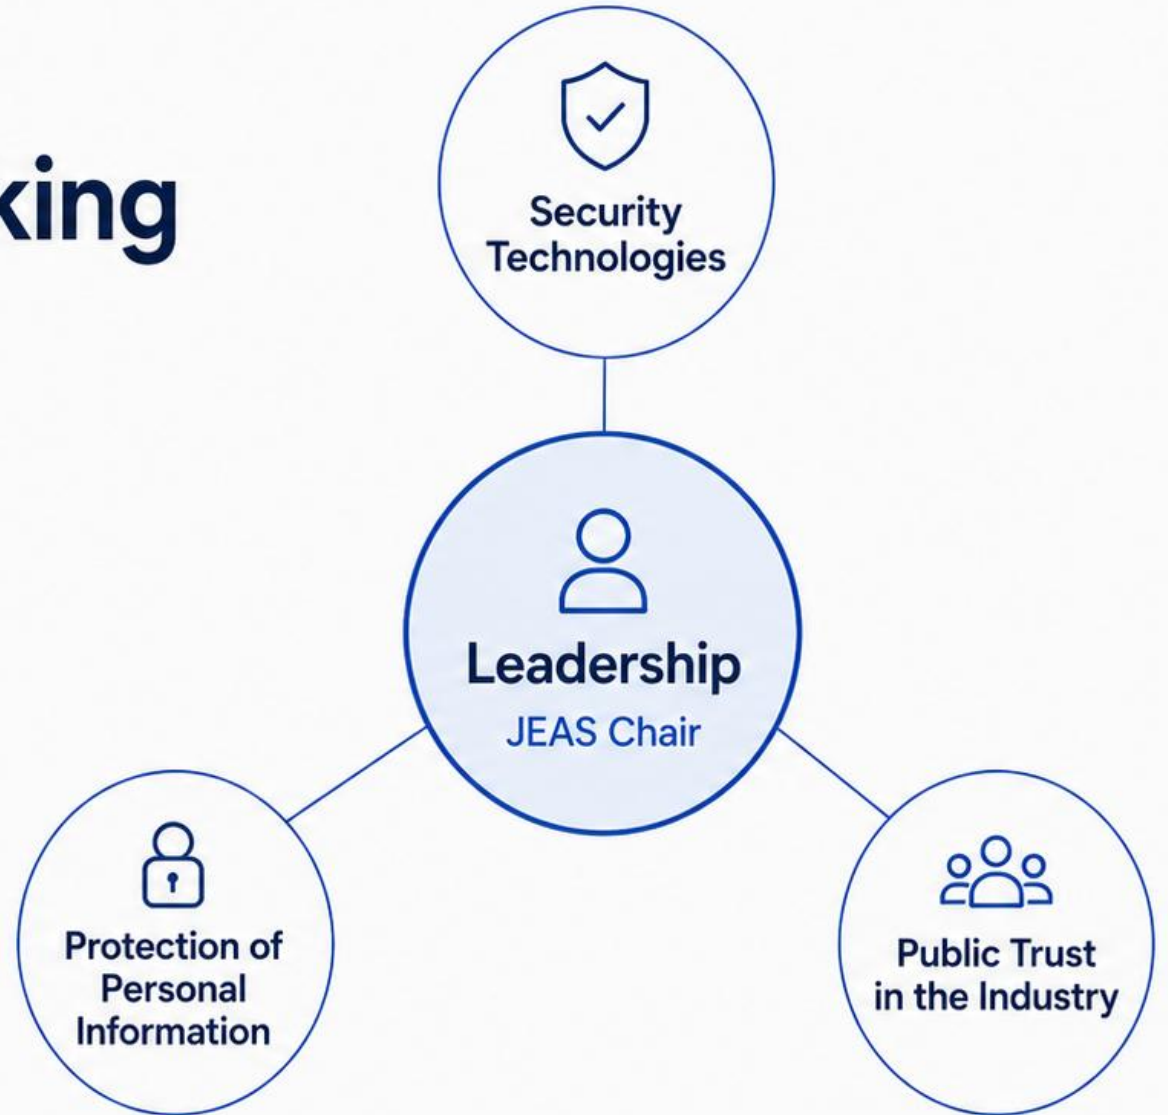 king
Security
Technologies
Leadership
JEAS Chair
Protection of
Personal
Information
Public Trust
in the Industry